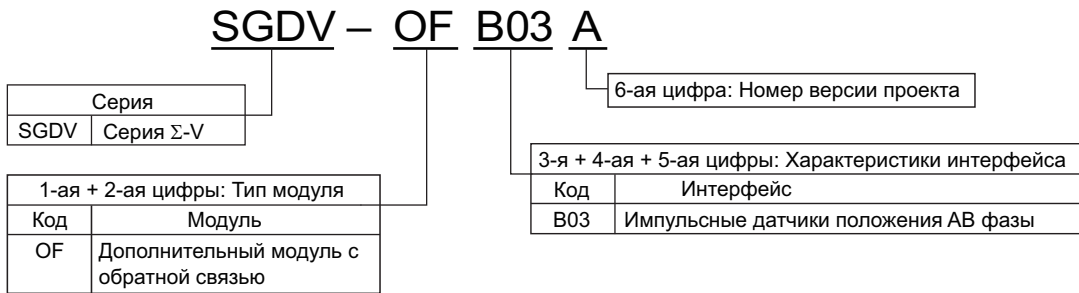 SGDV – OF B03 A
6-ая цифра: Номер версии проекта
Серия
SGDV Серия Σ-V
3-я + 4-ая + 5-ая цифры: Характеристики интерфейса
Код Интерфейс
B03 Импульсные датчики положения АВ фазы
1-ая + 2-ая цифры: Тип модуля
Код Модуль
OF Дополнительный модуль с
обратной связью